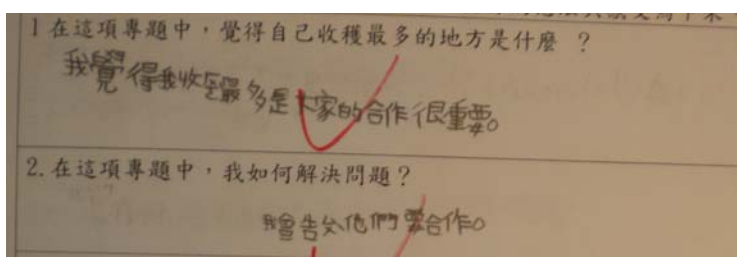 1 在這項專題中，覺得自己收穫最多的地方是什麼 ？
我覺得我收 最多是大家的合作很重要。
2. 在這項專題中，我如何解決問題？
我會告 他們要合作。